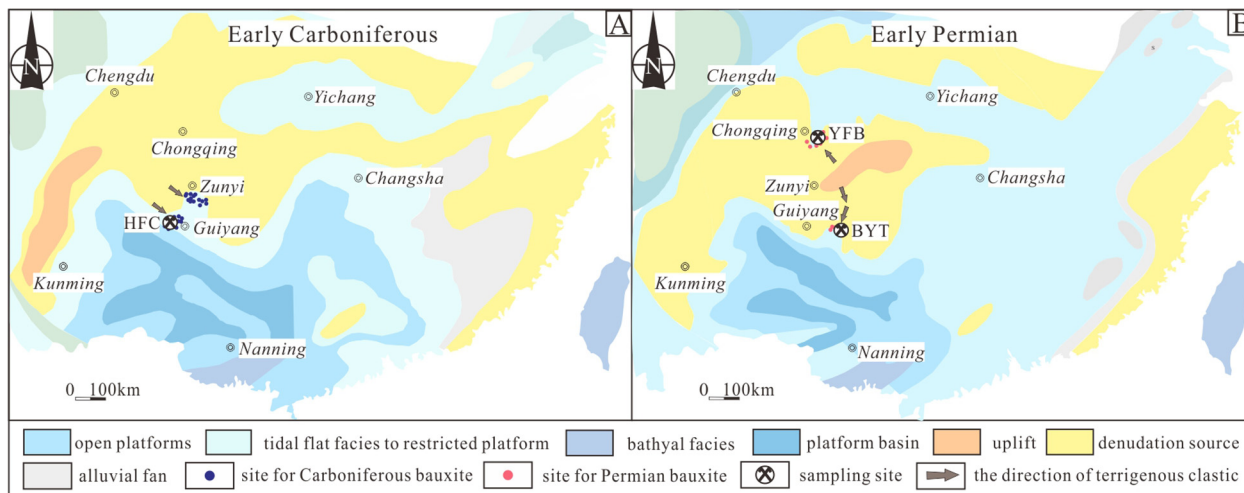 Early Carboniferous
A
N
Chengdu
Yichang
Chongqing
Zunyi
Changsha
HFC
Guiyang
Kunming
Nanning
0 100km
Early Permian
B
N
Chengdu
Yichang
Chongqing
YFB
Zunyi
Changsha
Guiyang
BYT
Kunming
Nanning
0 100km
open platforms tidal flat facies to restricted platform bathyal facies platform basin uplift denudation source
alluvial fan site for Carboniferous bauxite site for Permian bauxite sampling site the direction of terrigenous clastic